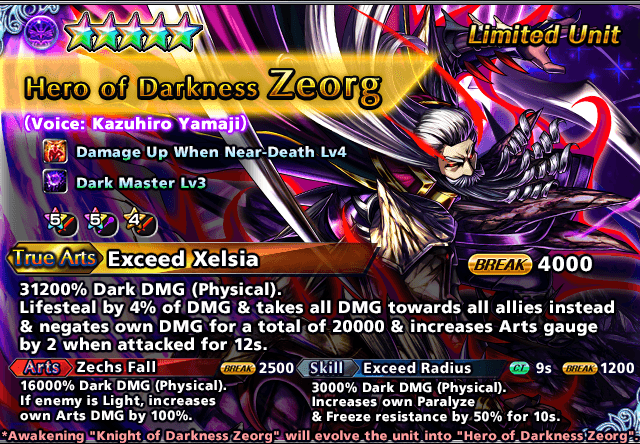 Limited Unit
Hero of Darkness Zeorg
(Voice: Kazuhiro Yamaji)
Damage Up When Near-Death Lv4
Dark Master Lv3
5 5 4
True Arts Exceed Xelsia BREAK 4000
31200% Dark DMG (Physical).
Lifesteal by 4% of DMG & takes all DMG towards all allies instead
& negates own DMG for a total of 20000 & increases Arts gauge
by 2 when attacked for 12s.
Arts Zechs Fall BREAK 2500
16000% Dark DMG (Physical).
If enemy is Light, increases
own Arts DMG by 100%.
Skill Exceed Radius CT 9s BREAK 1200
3000% Dark DMG (Physical).
Increases own Paralyze
& Freeze resistance by 50% for 10s.
*Awakening "Knight of Darkness Zeorg" will evolve the unit into "Hero of Darkness Zeorg".